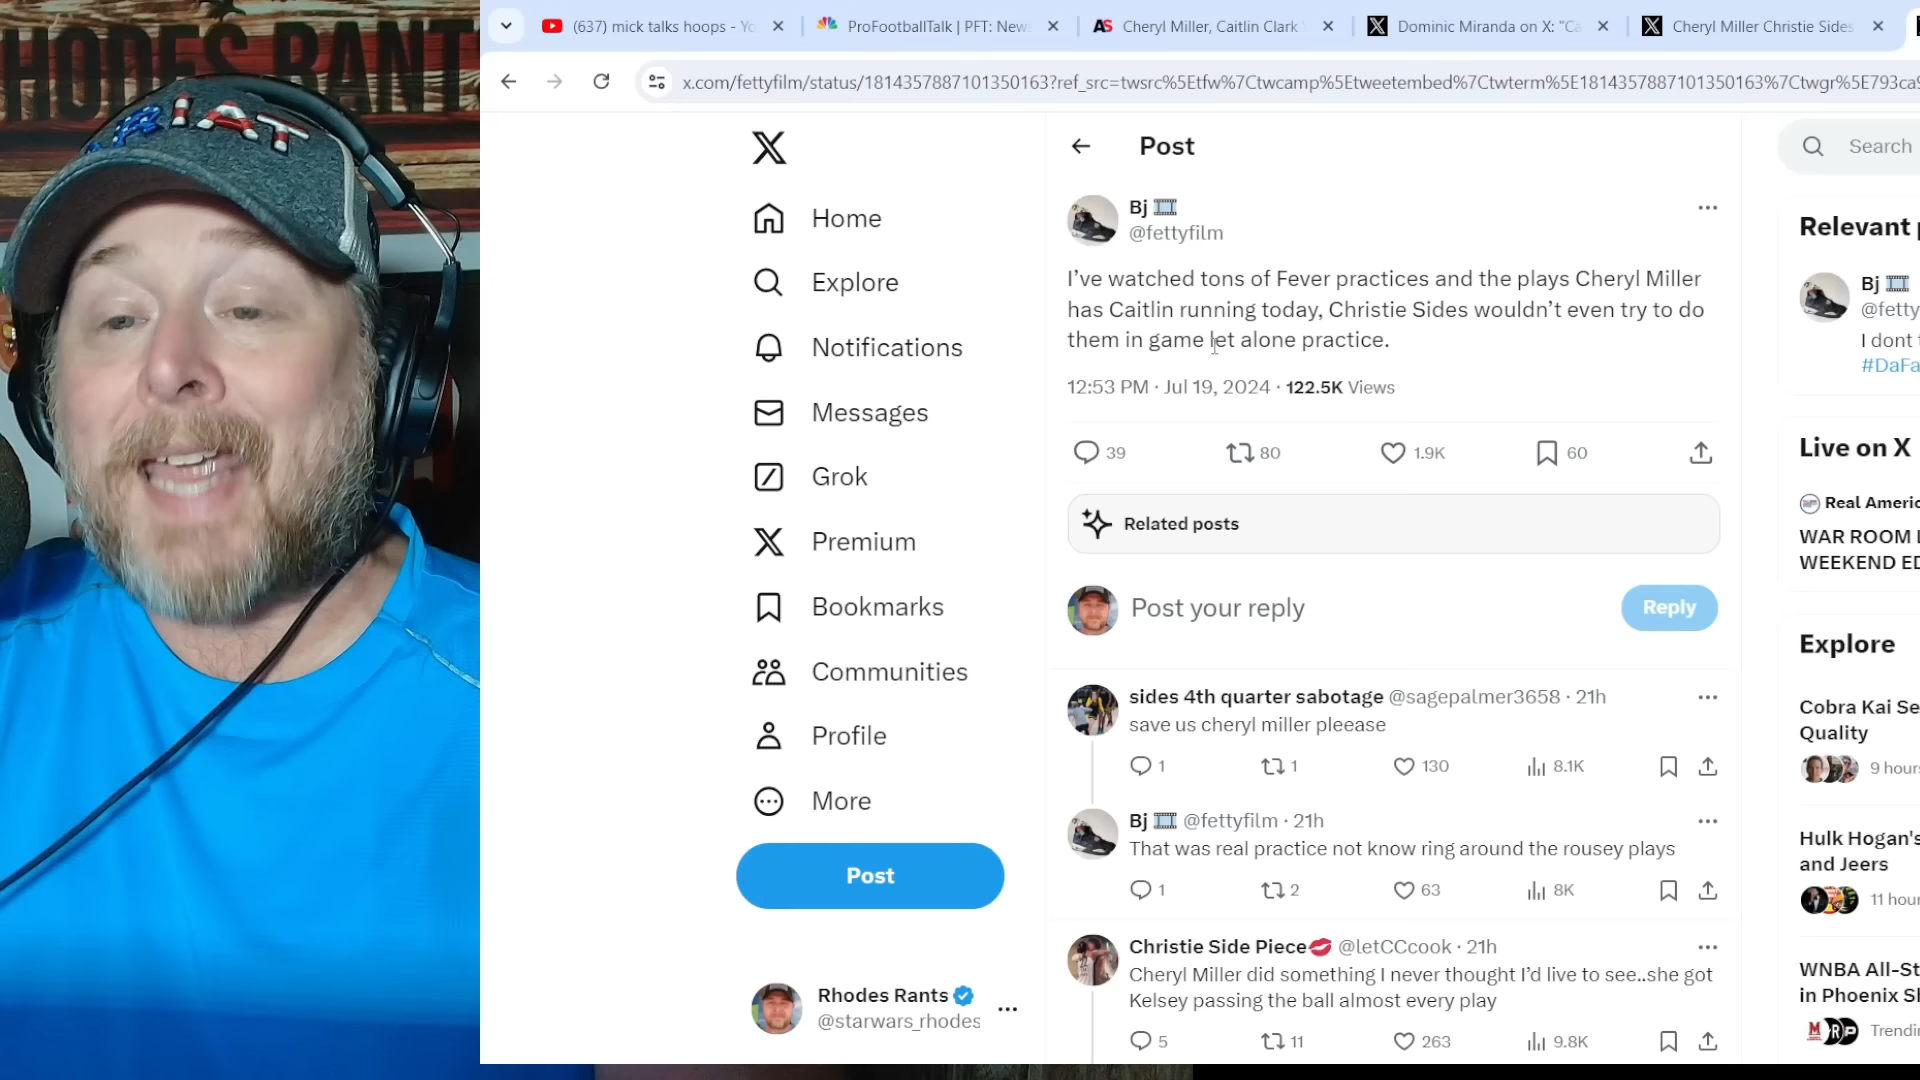 RHODES RANT
RIAT
(637) mick talks hoops - Yo
ProFootballTalk | PFT: New
AS Cheryl Miller, Caitlin Clark
X Dominic Miranda on X: "Ca
X Cheryl Miller Christie Sides
x.com/fettyfilm/status/1814357887101350163?ref_src=twsrc%5Etfw%7Ctwcamp%5Etweetembed%7Ctwterm%5E1814357887101350163%7Ctwgr%5E793ca9
Home
Explore
Notifications
Messages
Grok
Premium
Bookmarks
Communities
Profile
More
Post
Rhodes Rants
@starwars_rhodes
Post
Bj 🎞️
@fettyfilm
I’ve watched tons of Fever practices and the plays Cheryl Miller
has Caitlin running today, Christie Sides wouldn’t even try to do
them in game let alone practice.
12:53 PM · Jul 19, 2024 · 122.5K Views
39 80 1.9K 60
Related posts
Post your reply
Reply
sides 4th quarter sabotage @sagepalmer3658 · 21h
save us cheryl miller pleease
1 1 130 8.1K
Bj 🎞️ @fettyfilm · 21h
That was real practice not know ring around the rousey plays
1 2 63 8K
Christie Side Piece💋 @letCCcook · 21h
Cheryl Miller did something I never thought I’d live to see..she got
Kelsey passing the ball almost every play
5 11 263 9.8K
Search
Relevant p
Bj 🎞️
@fetty
I dont t
#DaFa
Live on X
Real Americ
WAR ROOM L
WEEKEND ED
Explore
Cobra Kai Se
Quality
9 hours
Hulk Hogan's
and Jeers
11 hour
WNBA All-St
in Phoenix S
Trendi